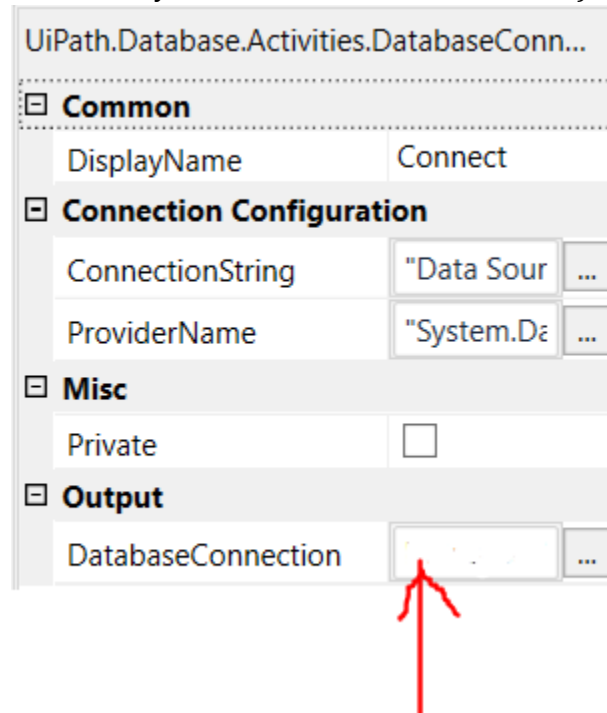 UiPath.Database.Activities.DatabaseConn...
Common
DisplayName Connect
Connection Configuration
ConnectionString "Data Sour ...
ProviderName "System.Da ...
Misc
Private
Output
DatabaseConnection ...